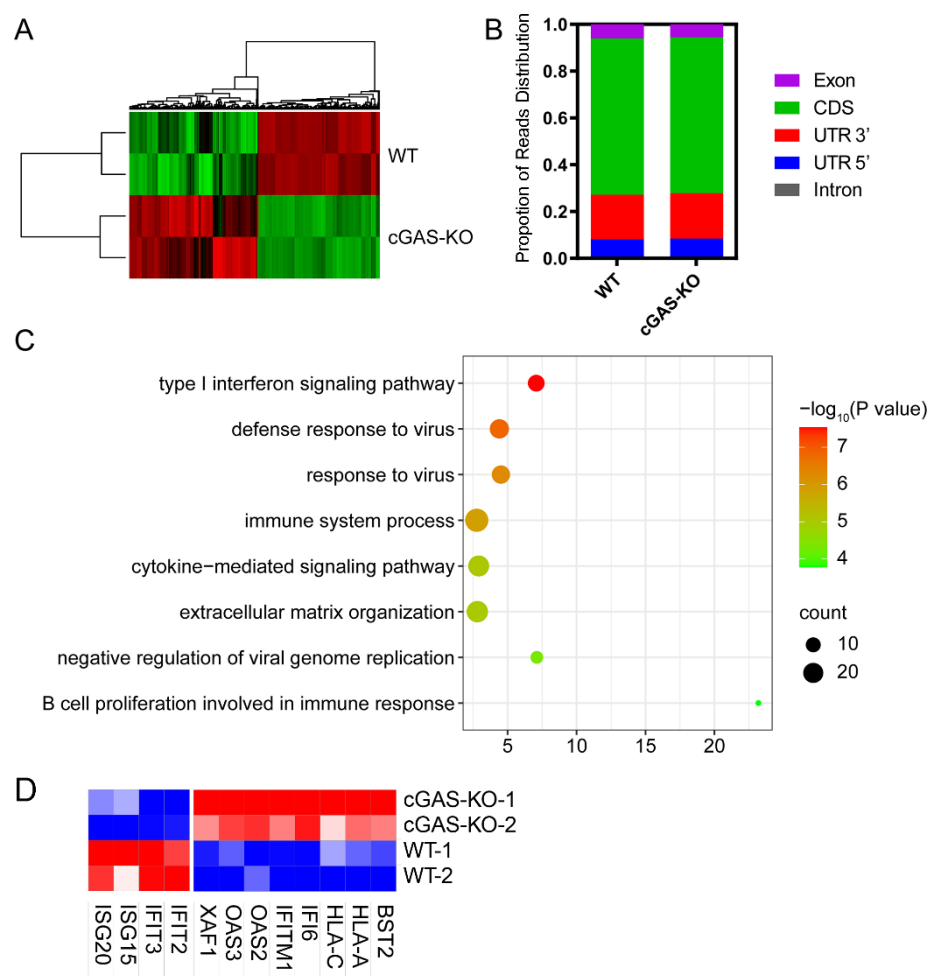 A
WT
cGAS-KO
B
Propotion of Reads Distribution
1.0
0.8
0.6
0.4
0.2
0.0
WT
cGAS-KO
Exon
CDS
UTR 3'
UTR 5'
Intron
C
type I interferon signaling pathway
defense response to virus
response to virus
immune system process
cytokine−mediated signaling pathway
extracellular matrix organization
negative regulation of viral genome replication
B cell proliferation involved in immune response
5 10 15 20
−log10(P value)
7
6
5
4
count
10
20
D
cGAS-KO-1
cGAS-KO-2
WT-1
WT-2
ISG20
ISG15
IFIT3
IFIT2
XAF1
OAS3
OAS2
IFITM1
IFI6
HLA-C
HLA-A
BST2